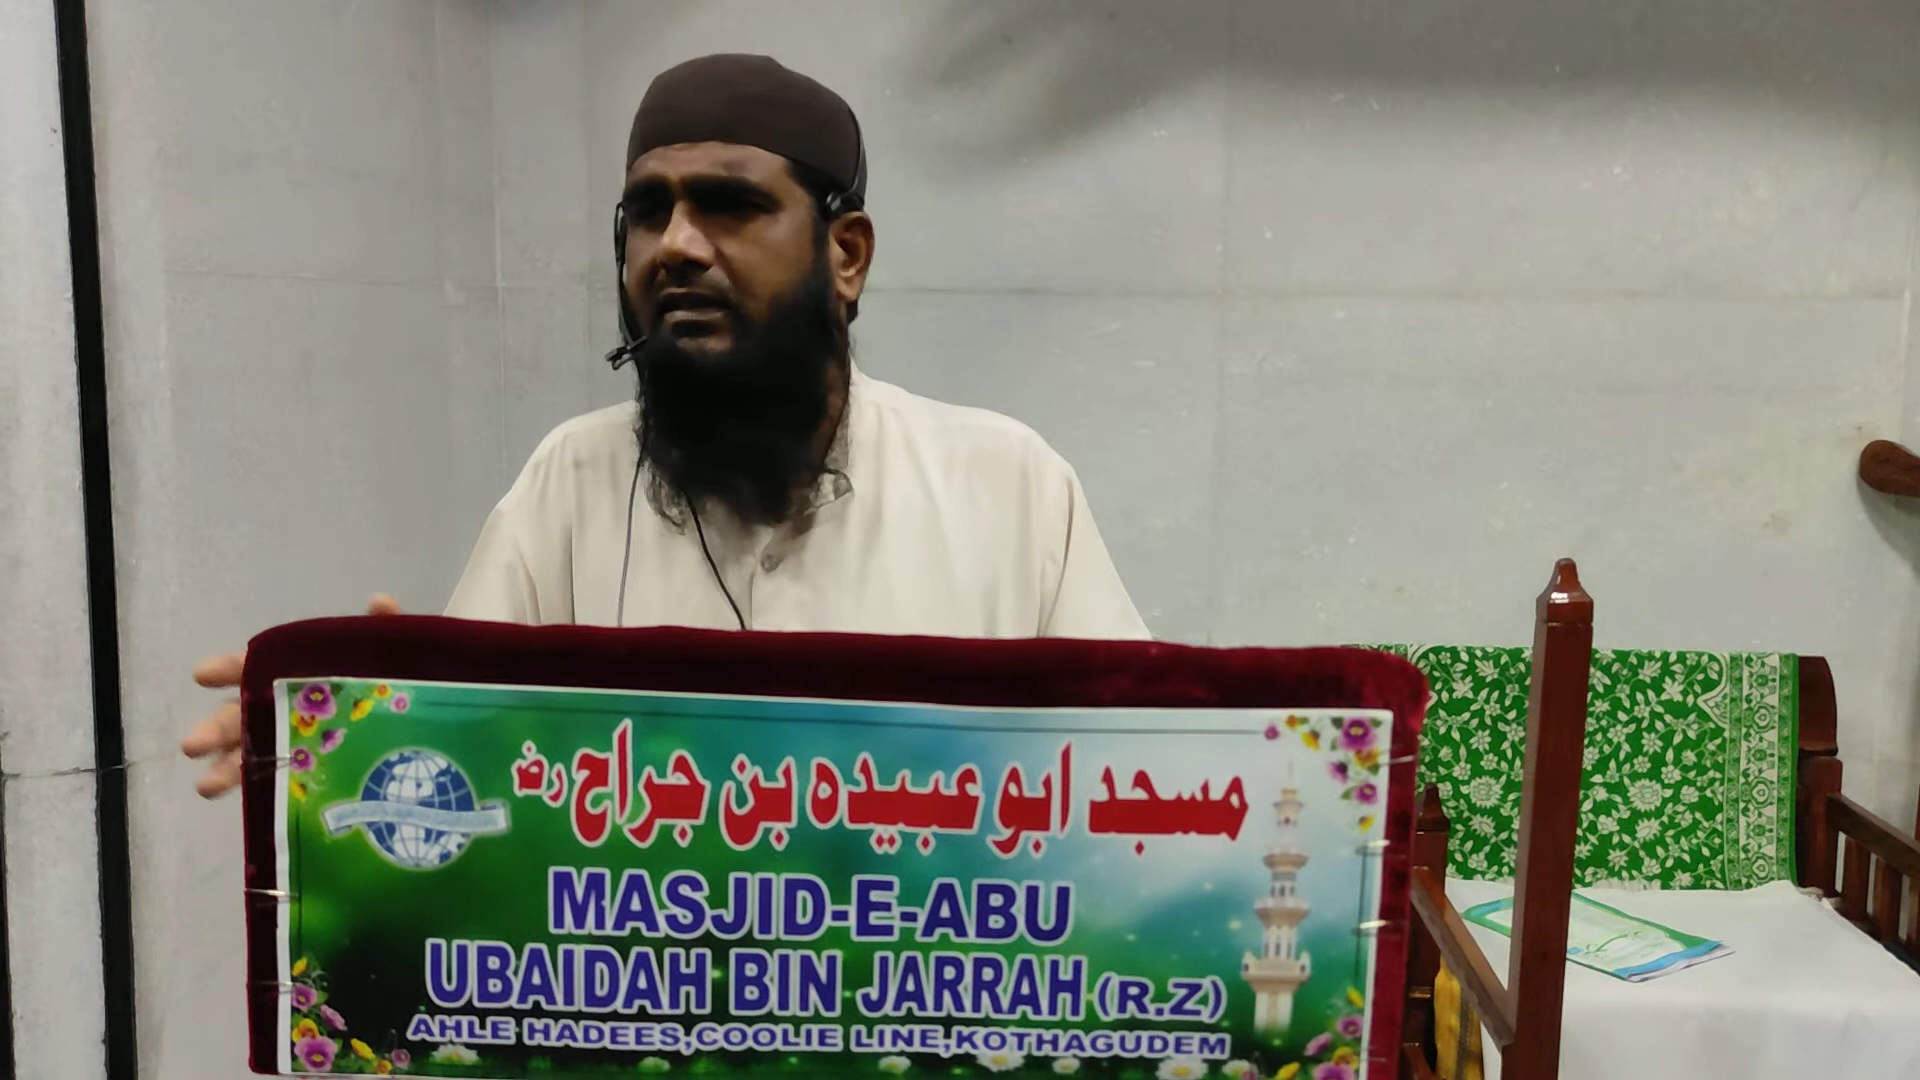 مسجد ابو عبیدہ بن جراح رض
MASJID-E-ABU
UBAIDAH BIN JARRAH (R.Z)
AHLE HADEES,COOLIE LINE,KOTHAGUDEM